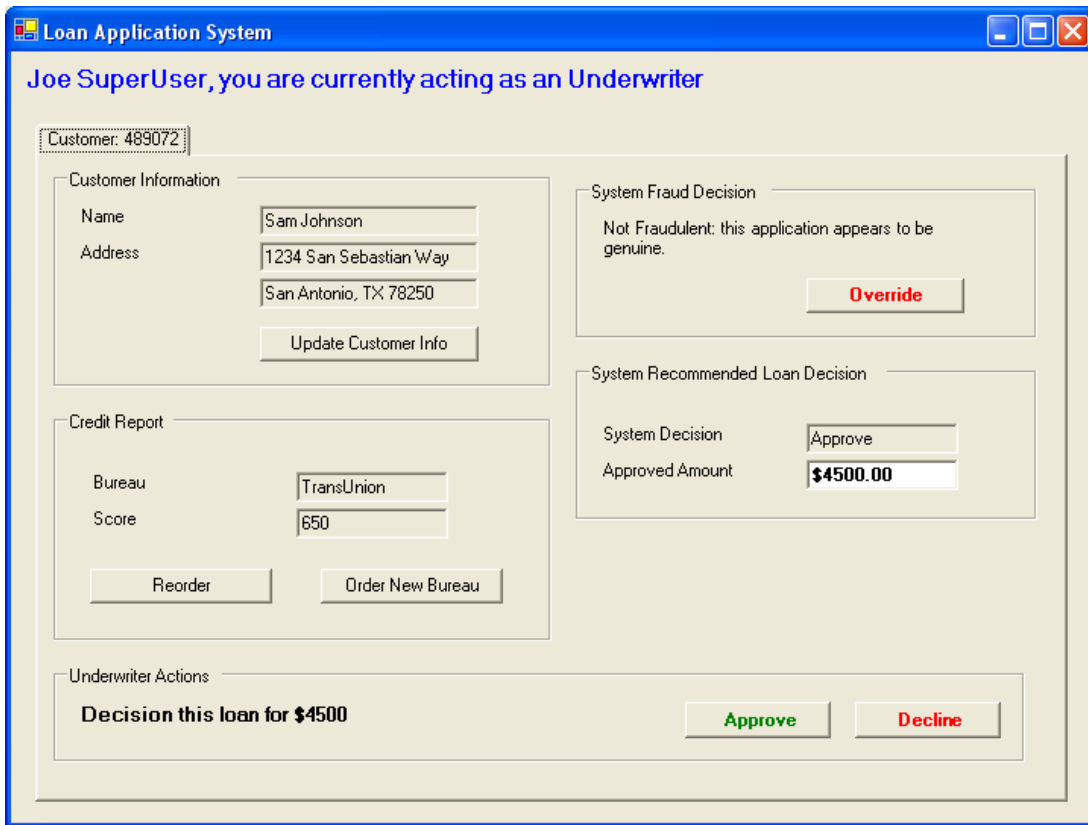 Loan Application System
Joe SuperUser, you are currently acting as an Underwriter
Customer: 489072
Customer Information
Name
Sam Johnson
Address
1234 San Sebastian Way
San Antonio, TX 78250
Update Customer Info
System Fraud Decision
Not Fraudulent: this application appears to be
genuine.
Override
System Recommended Loan Decision
System Decision
Approve
Approved Amount
$4500.00
Credit Report
Bureau
TransUnion
Score
650
Reorder
Order New Bureau
Underwriter Actions
Decision this loan for $4500
Approve
Decline